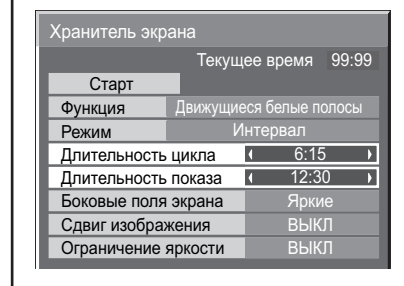 Хранитель экрана
Текущее время 99:99
Старт
Функция Движущиеся белые полосы
Режим Интервал
Длительность цикла 6:15
Длительность показа 12:30
Боковые поля экрана Яркие
Сдвиг изображения ВЫКЛ
Ограничение яркости ВЫКЛ